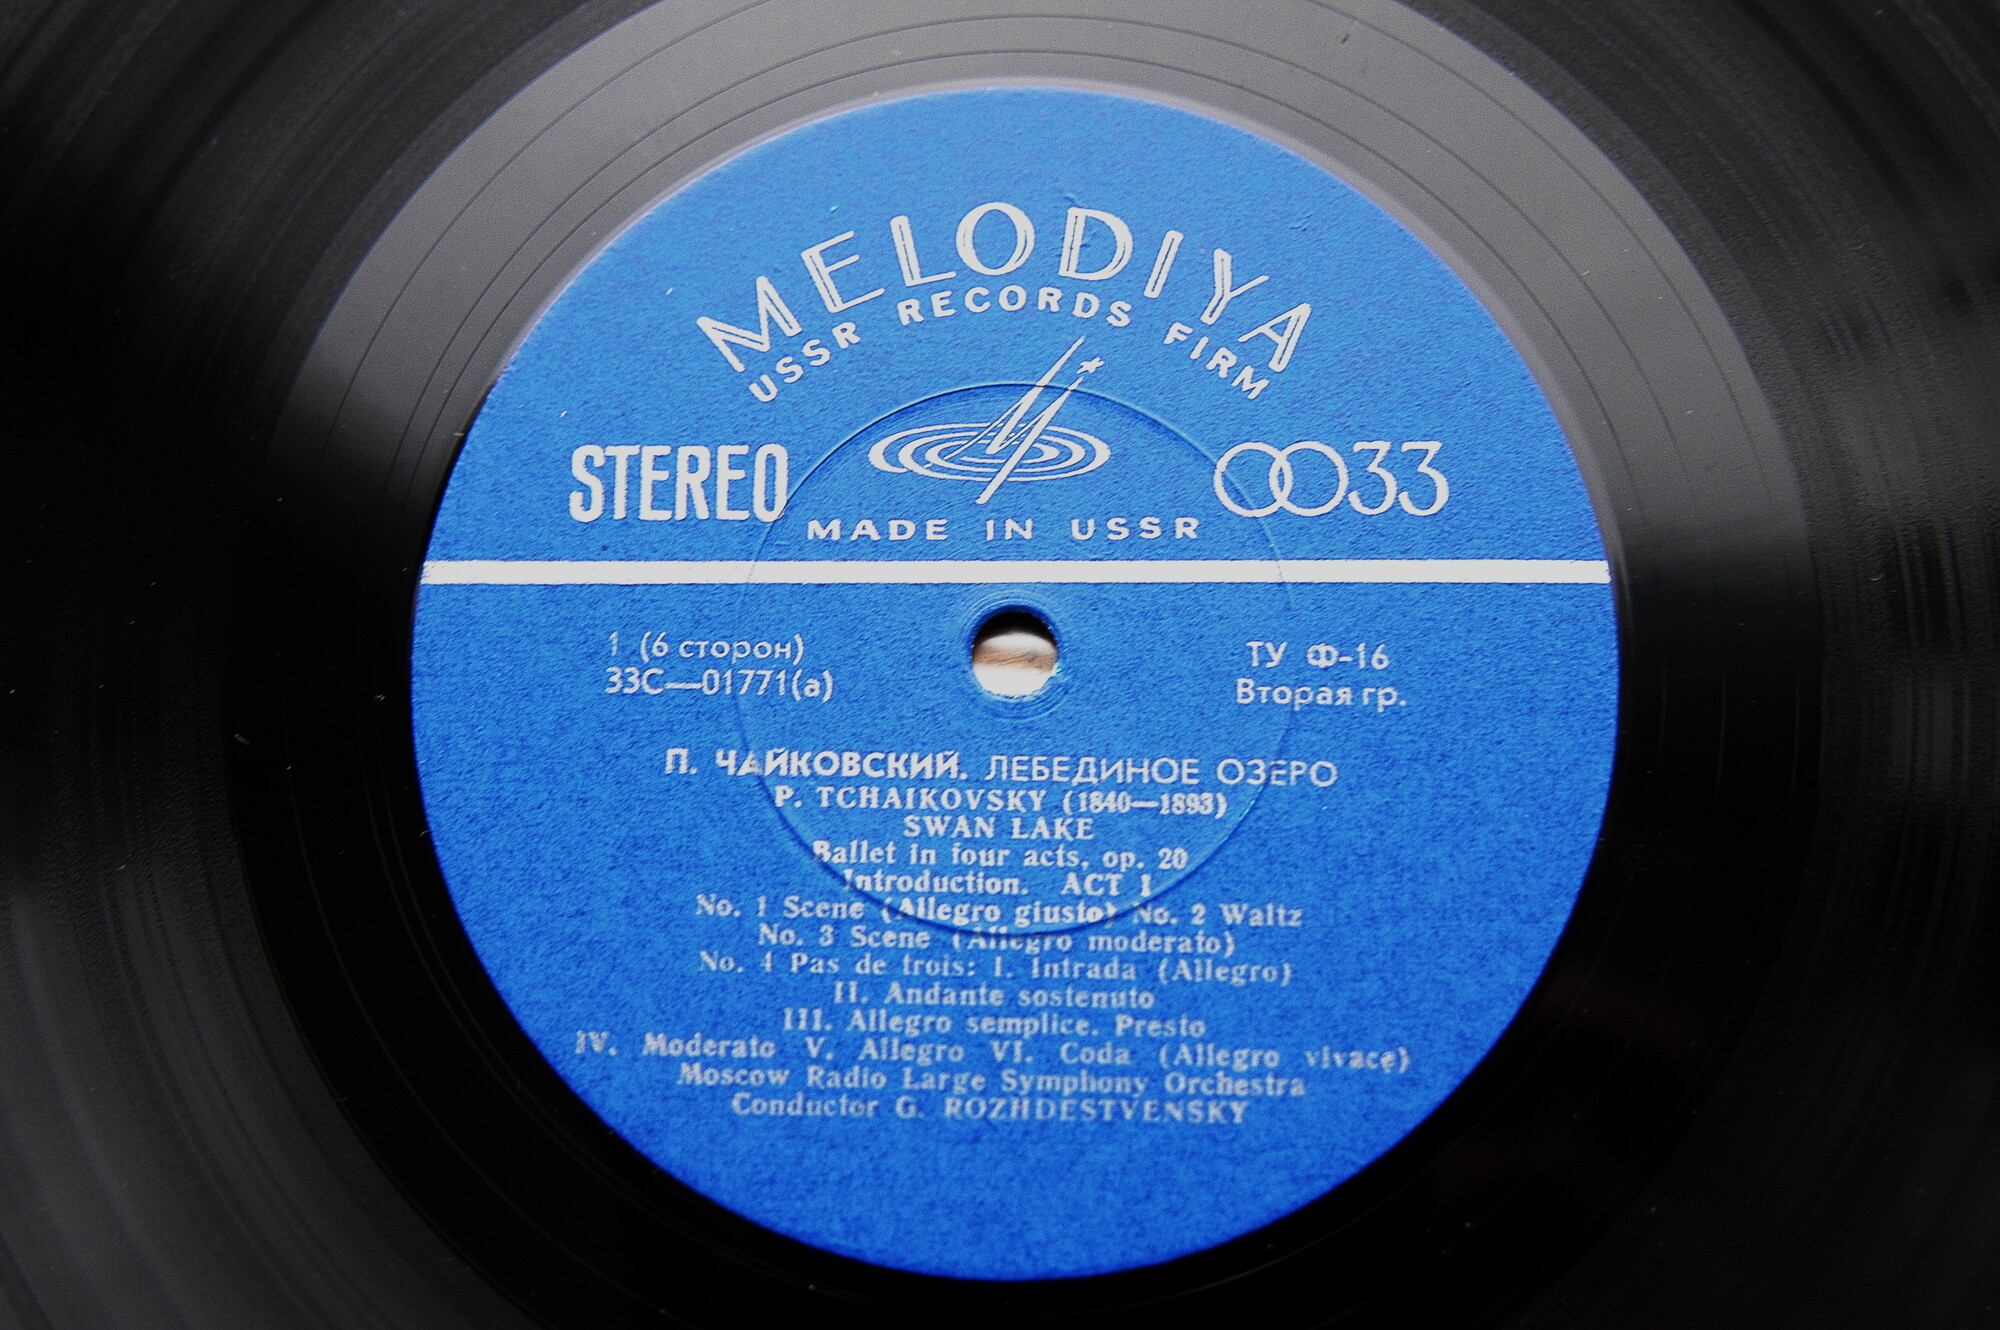 MELODIYA
USSR RECORDS FIRM
STEREO
33
MADE IN USSR
1 (6 сторон)
33С—01771(а)
ТУ Ф-16
Вторая гр.
П. ЧАЙКОВСКИЙ. ЛЕБЕДИНОЕ ОЗЕРО
P. TCHAIKOVSKY (1840—1893)
SWAN LAKE
Ballet in four acts, op. 20
Introduction. ACT 1
No. 1 Scene (Allegro giusto) No. 2 Waltz
No. 3 Scene (Allegro moderato)
No. 4 Pas de trois: I. Intrada (Allegro)
II. Andante sostenuto
III. Allegro semplice. Presto
IV. Moderato V. Allegro VI. Coda (Allegro vivace)
Moscow Radio Large Symphony Orchestra
Conductor G. ROZHDESTVENSKY